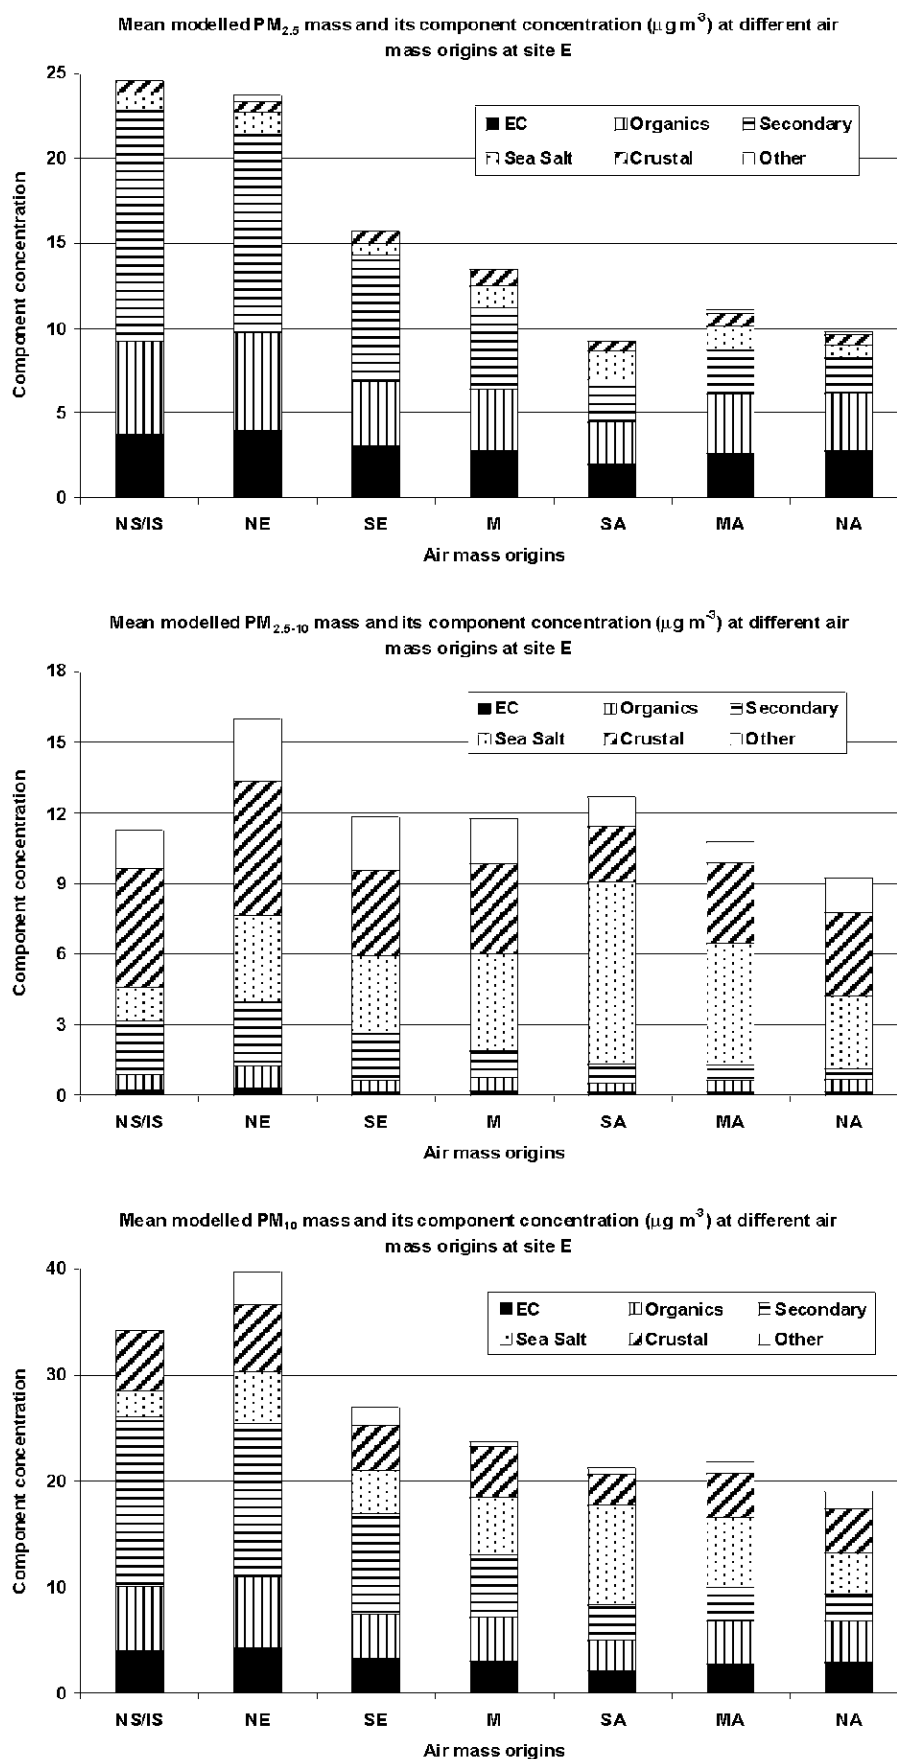 Mean modelled PM2.5 mass and its component concentration (μg m-3) at different air
mass origins at site E
25
20
15
10
5
0
Component concentration
EC Organics Secondary
Sea Salt Crustal Other
NS/IS NE SE M SA MA NA
Air mass origins
Mean modelled PM2.5-10 mass and its component concentration (μg m-3) at different air
mass origins at site E
18
15
12
9
6
3
0
Component concentration
EC Organics Secondary
Sea Salt Crustal Other
NS/IS NE SE M SA MA NA
Air mass origins
Mean modelled PM10 mass and its component concentration (μg m-3) at different air
mass origins at site E
40
30
20
10
0
Component concentration
EC Organics Secondary
Sea Salt Crustal Other
NS/IS NE SE M SA MA NA
Air mass origins